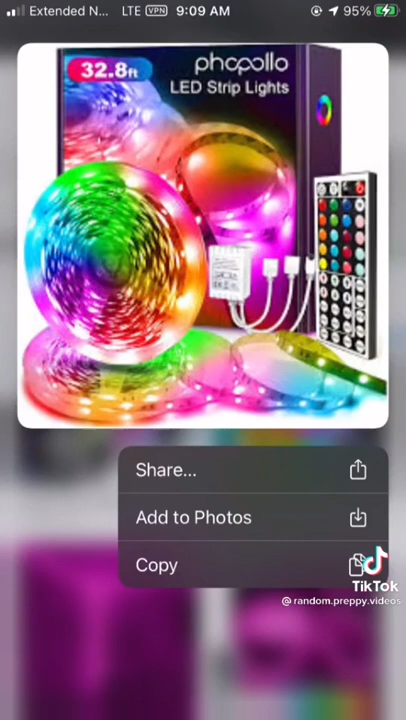 Extended N... LTE VPN 9:09 AM 95%
32.8ft
phopollo
LED Strip Lights
Share...
Add to Photos
Copy
TikTok
@random.preppy.videos